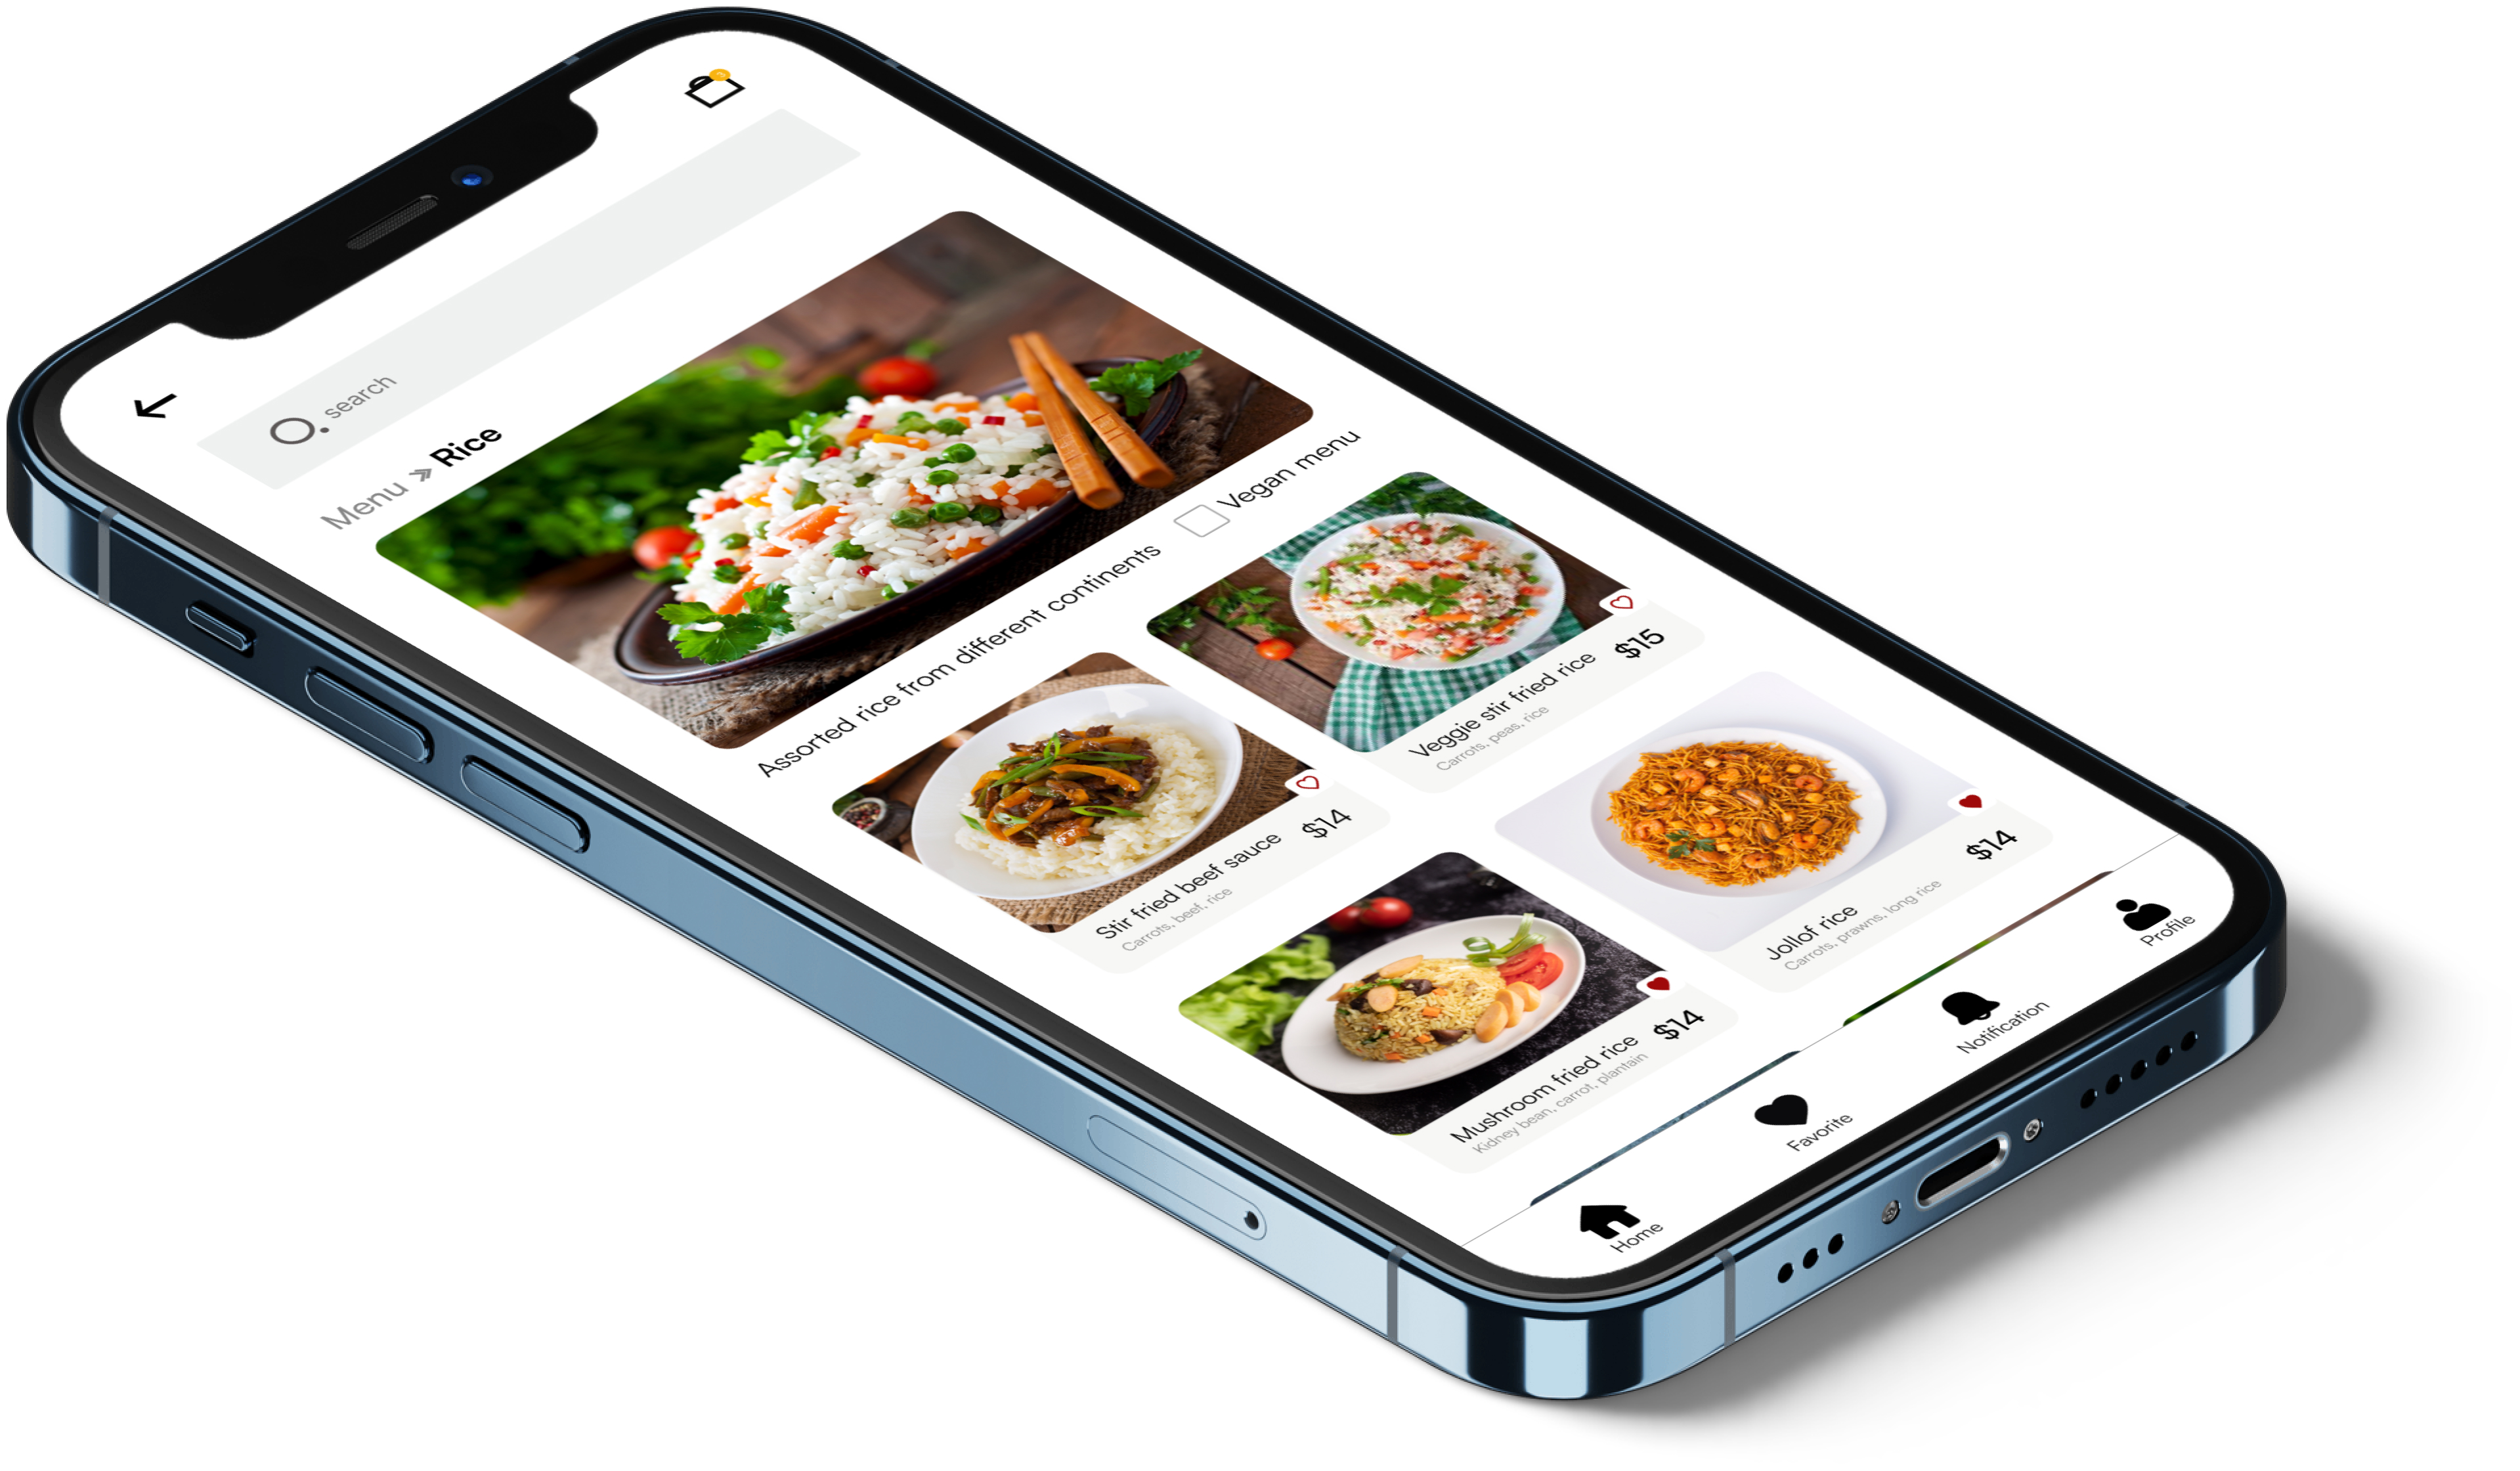 search
Menu » Rice
Assorted rice from different continents
Vegan menu
Stir fried beef sauce
$14
Carrots, beef, rice
Veggie stir fried rice
$15
Carrots, peas, rice
Mushroom fried rice
$14
Kidney bean, carrot, plantain
Jollof rice
$14
Carrots, prawns, long rice
Home
Favorite
Notification
Profile